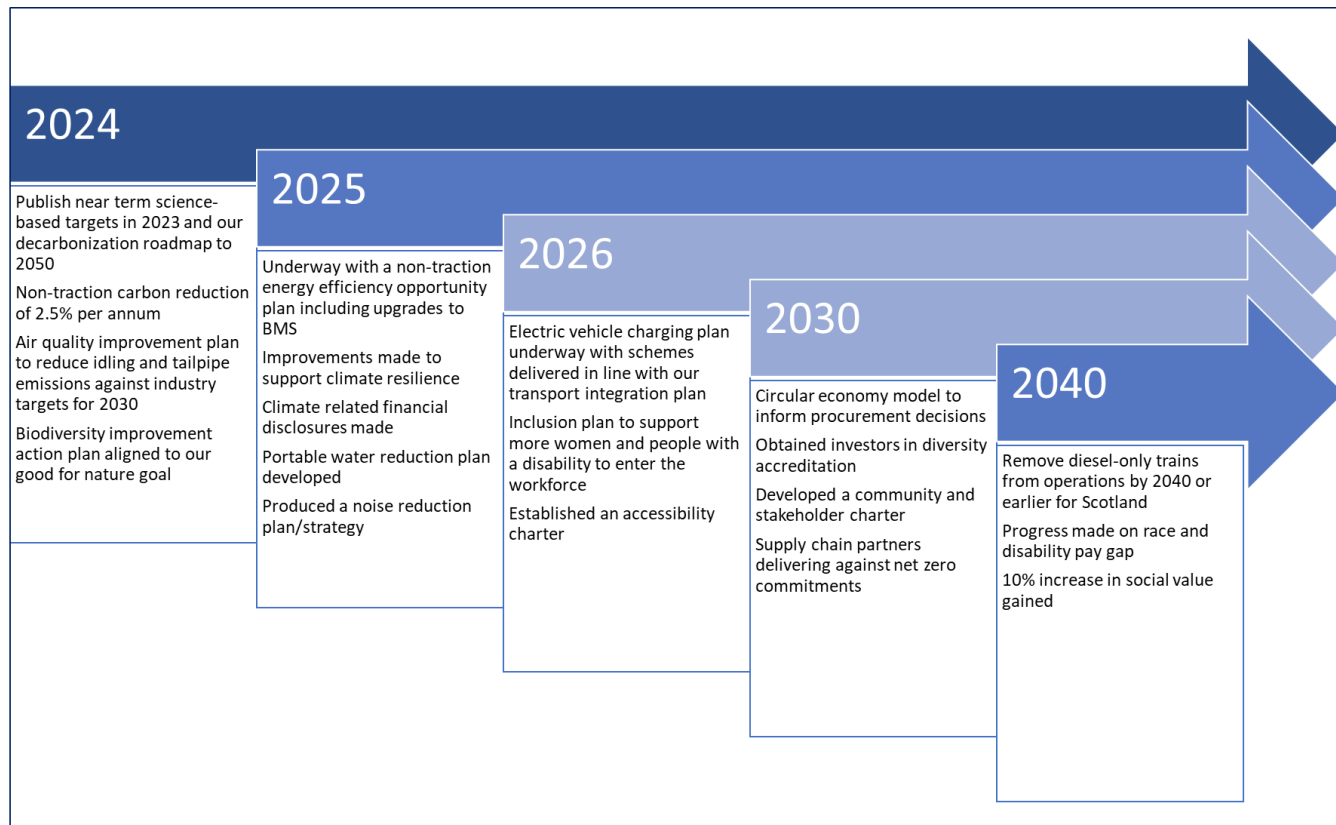 2024
Publish near term science-
based targets in 2023 and our
decarbonization roadmap to
2050
Non-traction carbon reduction
of 2.5% per annum
Air quality improvement plan
to reduce idling and tailpipe
emissions against industry
targets for 2030
Biodiversity improvement
action plan aligned to our
good for nature goal
2025
Underway with a non-traction
energy efficiency opportunity
plan including upgrades to
BMS
Improvements made to
support climate resilience
Climate related financial
disclosures made
Portable water reduction plan
developed
Produced a noise reduction
plan/strategy
2026
Electric vehicle charging plan
underway with schemes
delivered in line with our
transport integration plan
Inclusion plan to support
more women and people with
a disability to enter the
workforce
Established an accessibility
charter
2030
Circular economy model to
inform procurement decisions
Obtained investors in diversity
accreditation
Developed a community and
stakeholder charter
Supply chain partners
delivering against net zero
commitments
2040
Remove diesel-only trains
from operations by 2040 or
earlier for Scotland
Progress made on race and
disability pay gap
10% increase in social value
gained